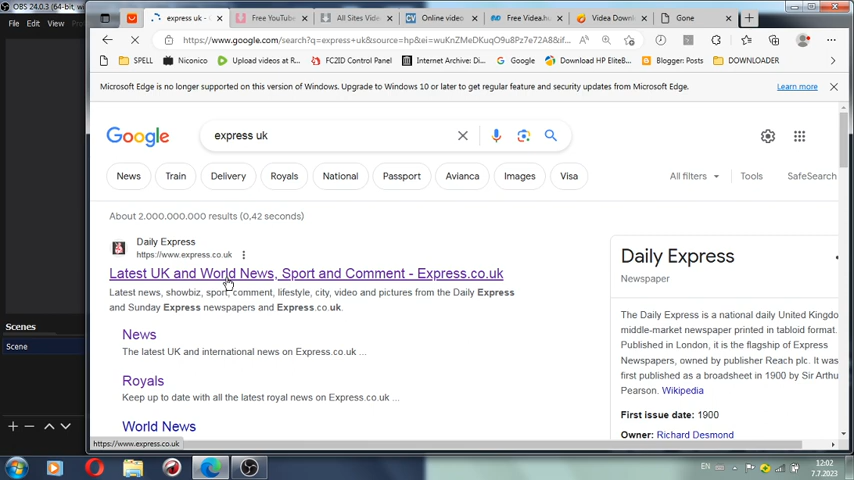 OBS 24.0.3 (64-bit, w
File Edit View
express uk -
Free YouTube
All Sites Vide
Online video
Free Videa.hu
Videa Downl
Gone
https://www.google.com/search?q=express+uk&source=hp&ei=wuKnZMeDKuqO9u8Pz7e72A8&if...
SPELL
Niconico
Upload videos at R...
FC2ID Control Panel
Internet Archive: Di...
Google
Download HP EliteB...
Blogger: Posts
DOWNLOADER
Microsoft Edge is no longer supported on this version of Windows. Upgrade to Windows 10 or later to get regular feature and security updates from Microsoft Edge.
Learn more
Google
express uk
News Train Delivery Royals National Passport Avianca Images Visa
All filters Tools SafeSearch
About 2.000.000.000 results (0,42 seconds)
Daily Express
https://www.express.co.uk
Latest UK and World News, Sport and Comment - Express.co.uk
Latest news, showbiz, sport, comment, lifestyle, city, video and pictures from the Daily Express
and Sunday Express newspapers and Express.co.uk.
News
The latest UK and international news on Express.co.uk ...
Royals
Keep up to date with all the latest royal news on Express.co.uk ...
World News
https://www.express.co.uk
Daily Express
Newspaper
The Daily Express is a national daily United Kingdo
middle-market newspaper printed in tabloid format.
Published in London, it is the flagship of Express
Newspapers, owned by publisher Reach plc. It was
first published as a broadsheet in 1900 by Sir Arthu
Pearson. Wikipedia
First issue date: 1900
Owner: Richard Desmond
Scenes
Scene
EN
12:02
7.7.2023